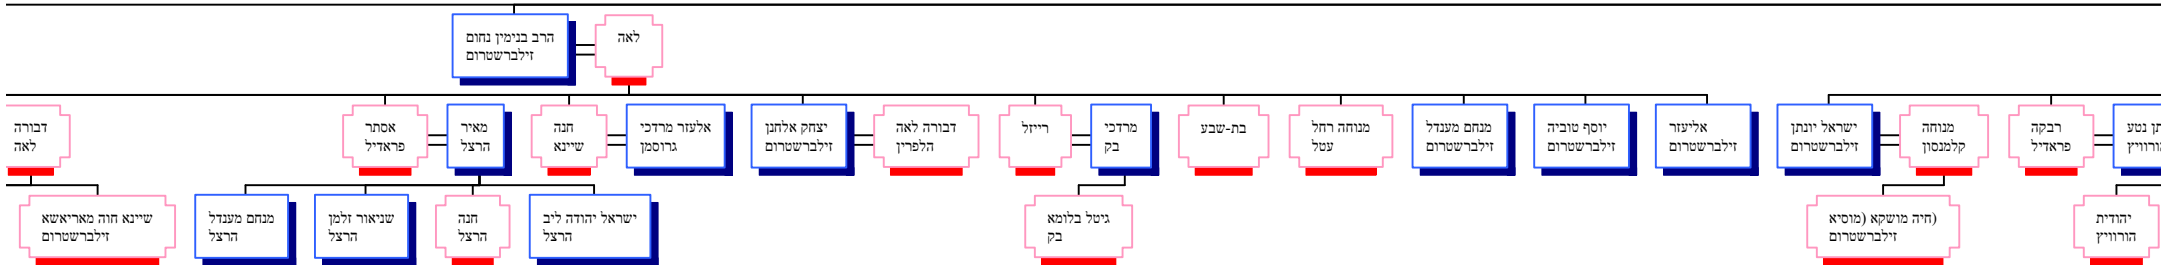 הרב בנימין נחום
זילברשטרום
לאה
דבורה
לאה
אסתר
פראדיל
מאיר
הרצל
חנה
שיינא
אלעזר מרדכי
גרוסמן
יצחק אלחנן
זילברשטרום
דבורה לאה
הלפרין
רייזל
מרדכי
בק
בת-שבע
מנוחה רחל
עטל
מנחם מענדל
זילברשטרום
יוסף טוביה
זילברשטרום
אליעזר
זילברשטרום
ישראל יונתן
זילברשטרום
מנוחה
קלמנסון
רבקה
פראדיל
תן נטע
הורוויץ
שיינא חוה מאריאשא
זילברשטרום
מנחם מענדל
הרצל
שניאור זלמן
הרצל
חנה
הרצל
ישראל יהודה ליב
הרצל
גיטל בלומא
בק
(חיה מושקא (מוסיא
זילברשטרום
יהודית
הורוויץ